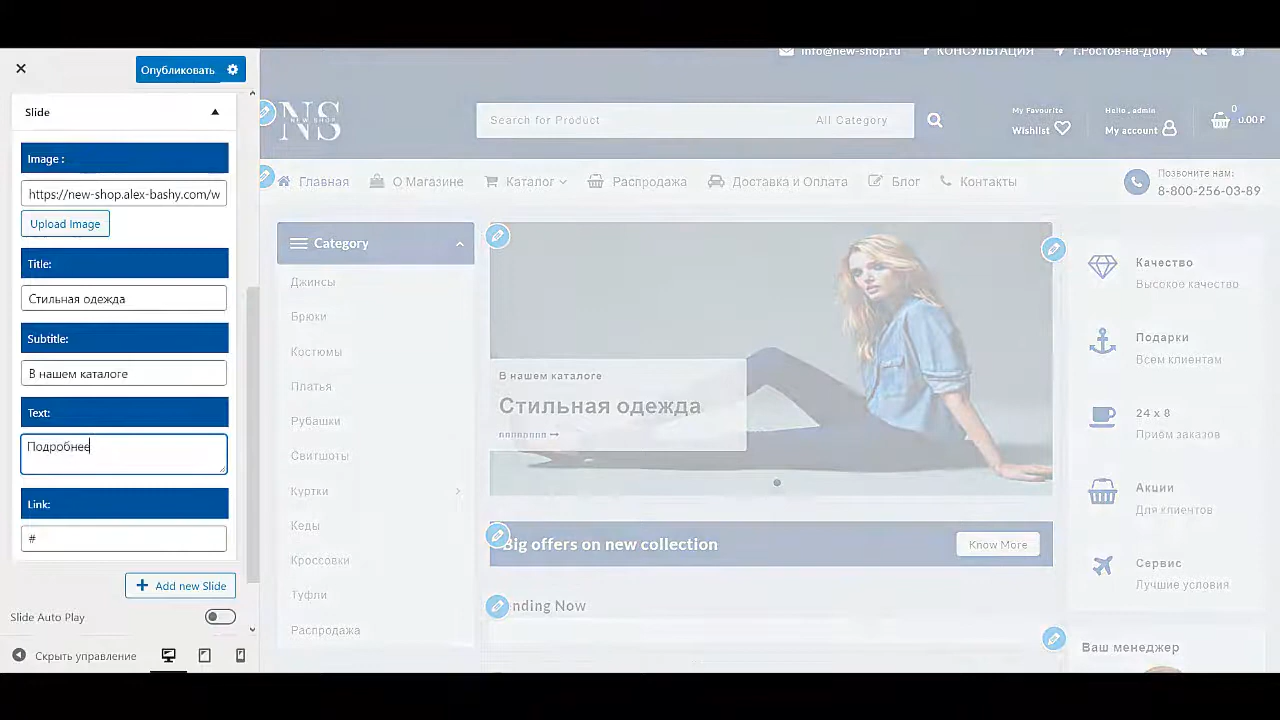 Опубликовать
Slide
Image :
https://new-shop.alex-bashy.com/w
Upload Image
Title:
Стильная одежда
Subtitle:
В нашем каталоге
Text:
Подробнее
Link:
#
Add new Slide
Slide Auto Play
Скрыть управление
info@new-shop.ru
КОНСУЛЬТАЦИЯ
г.Ростов-на-Дону
NS
NEW SHOP
Search for Product
All Category
My Favourite
Wishlist
Hello , admin
My account
0
0.00 ₽
Главная
О Магазине
Каталог
Распродажа
Доставка и Оплата
Блог
Контакты
Позвоните нам:
8-800-256-03-89
Category
Джинсы
Брюки
Костюмы
Платья
Рубашки
Свитшоты
Куртки
Кеды
Кроссовки
Туфли
Распродажа
В нашем каталоге
Стильная одежда
Big offers on new collection
Know More
nding Now
Качество
Высокое качество
Подарки
Всем клиентам
24 x 8
Приём заказов
Акции
Для клиентов
Сервис
Лучшие условия
Ваш менеджер